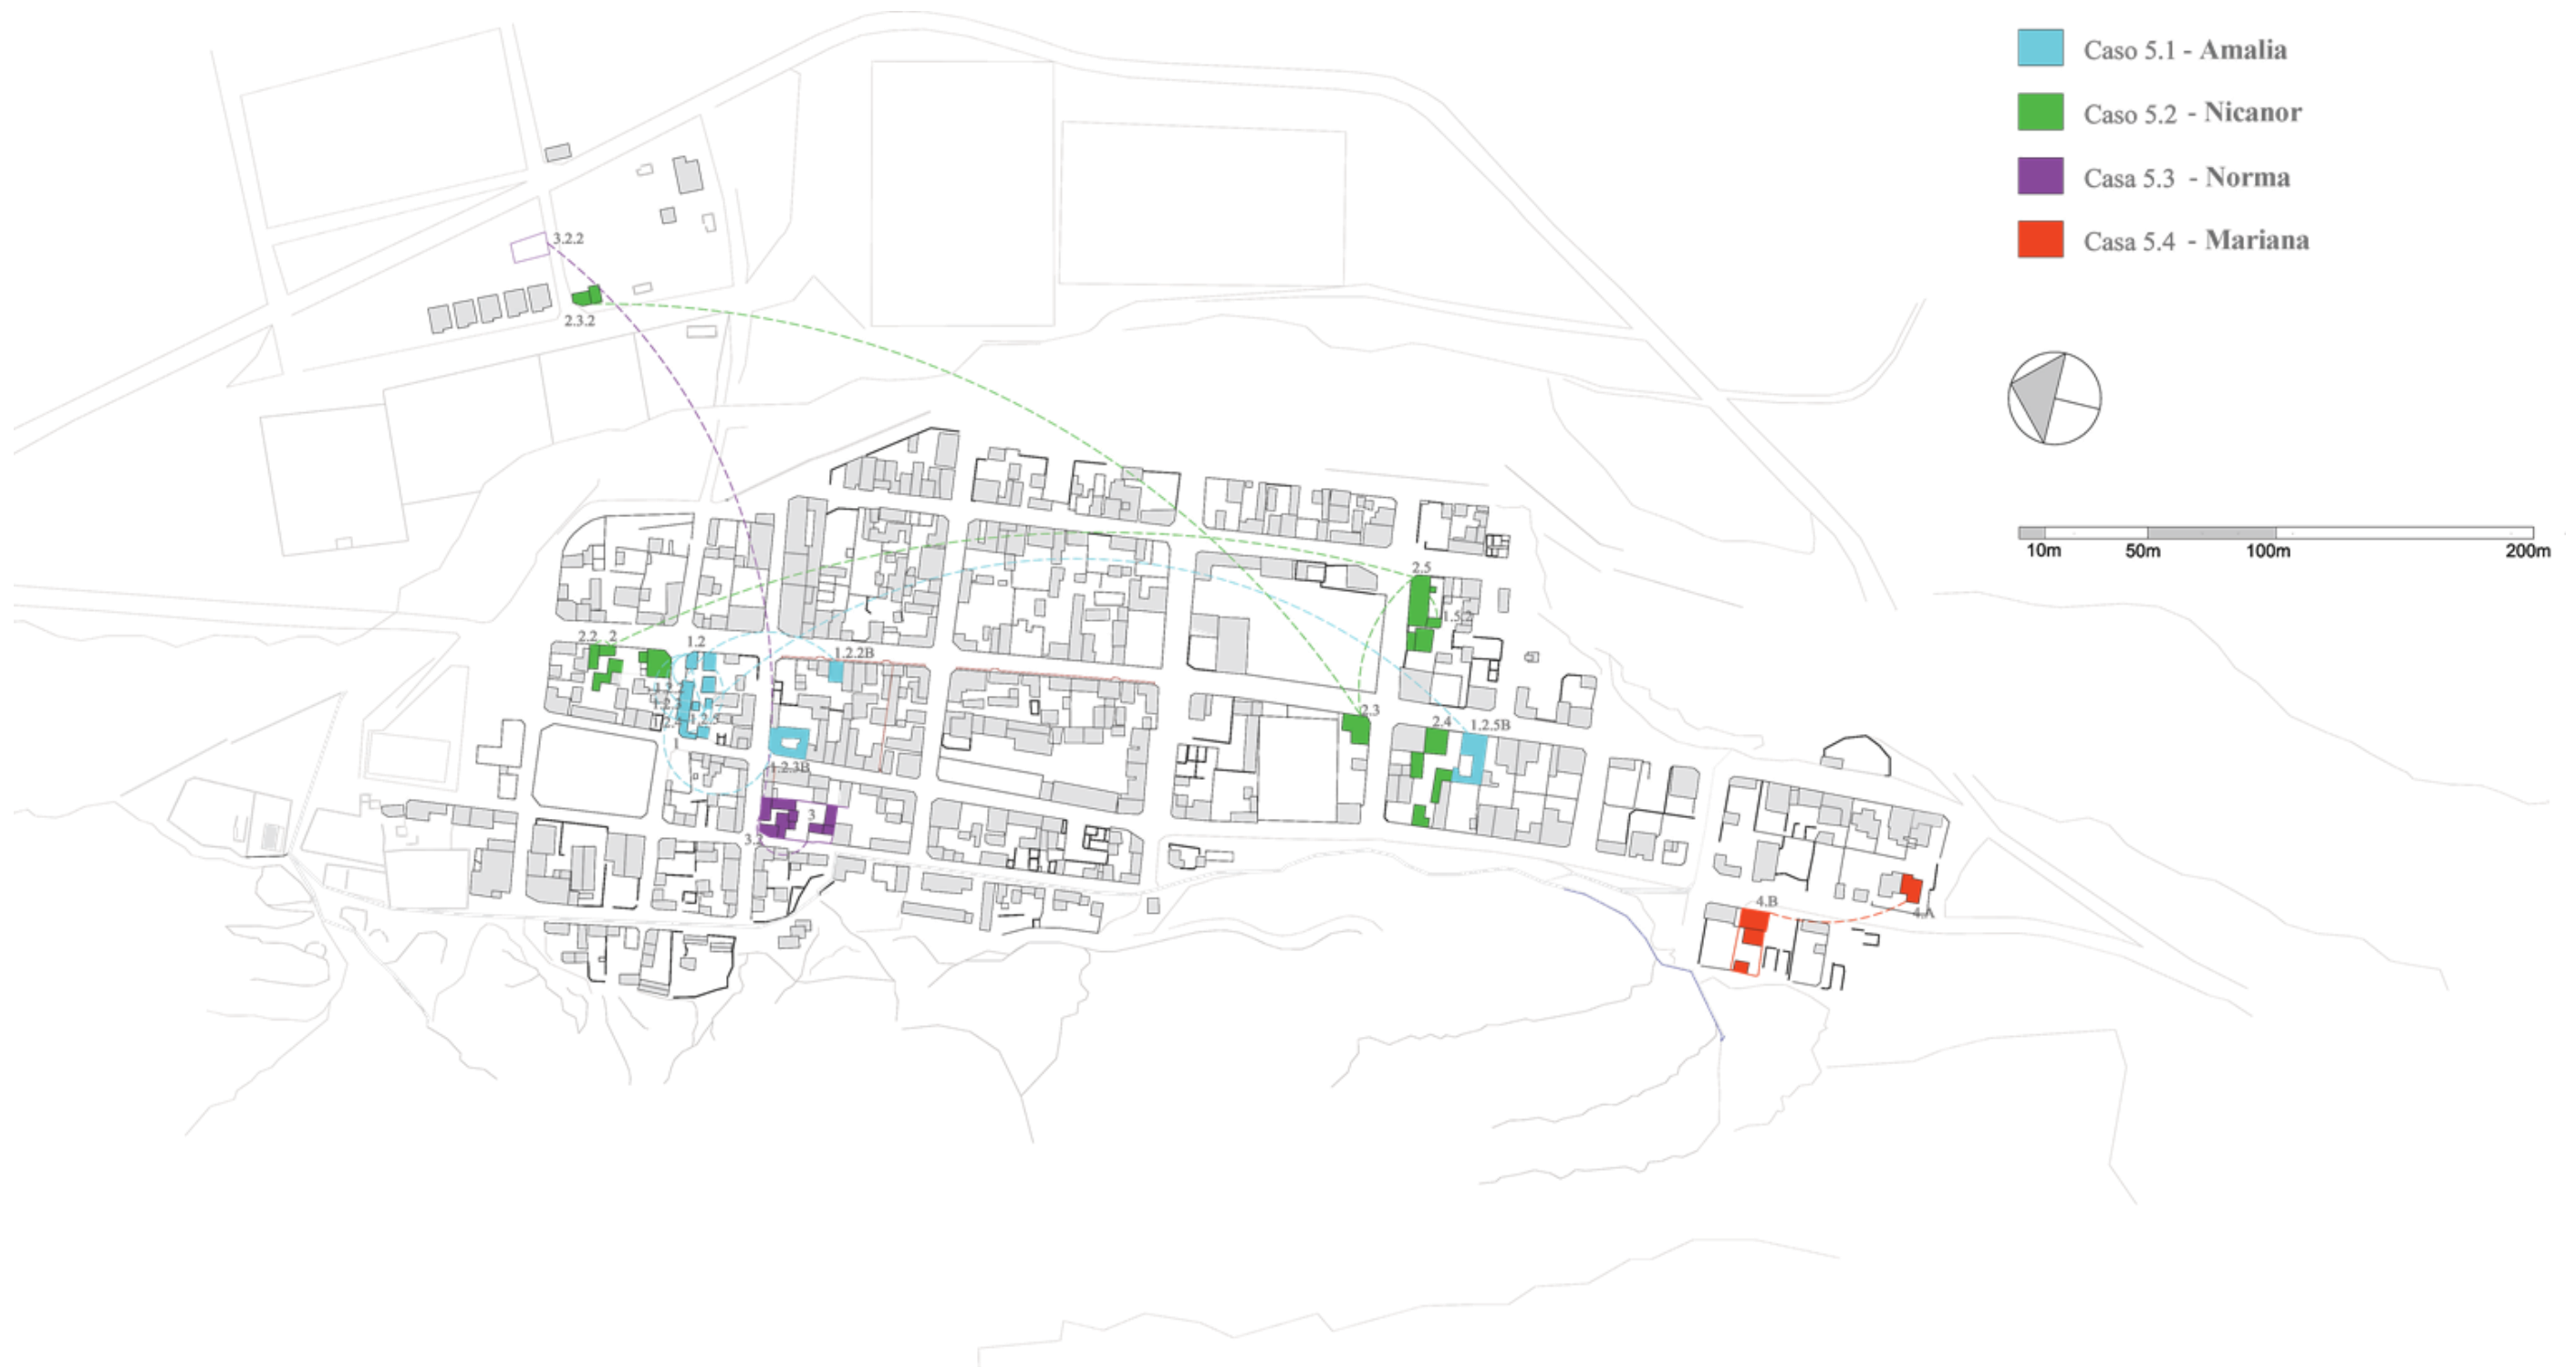 Caso 5.1 - Amalia
Caso 5.2 - Nicanor
Casa 5.3 - Norma
Casa 5.4 - Mariana
10m 50m 100m 200m
3.2.2
2.3.2
2.5
1.5.2
2.2 2
1.2
1.2.2B
2.3
2.4
1.2.5B
1.2.3B
3
3.2
4.B
4.A